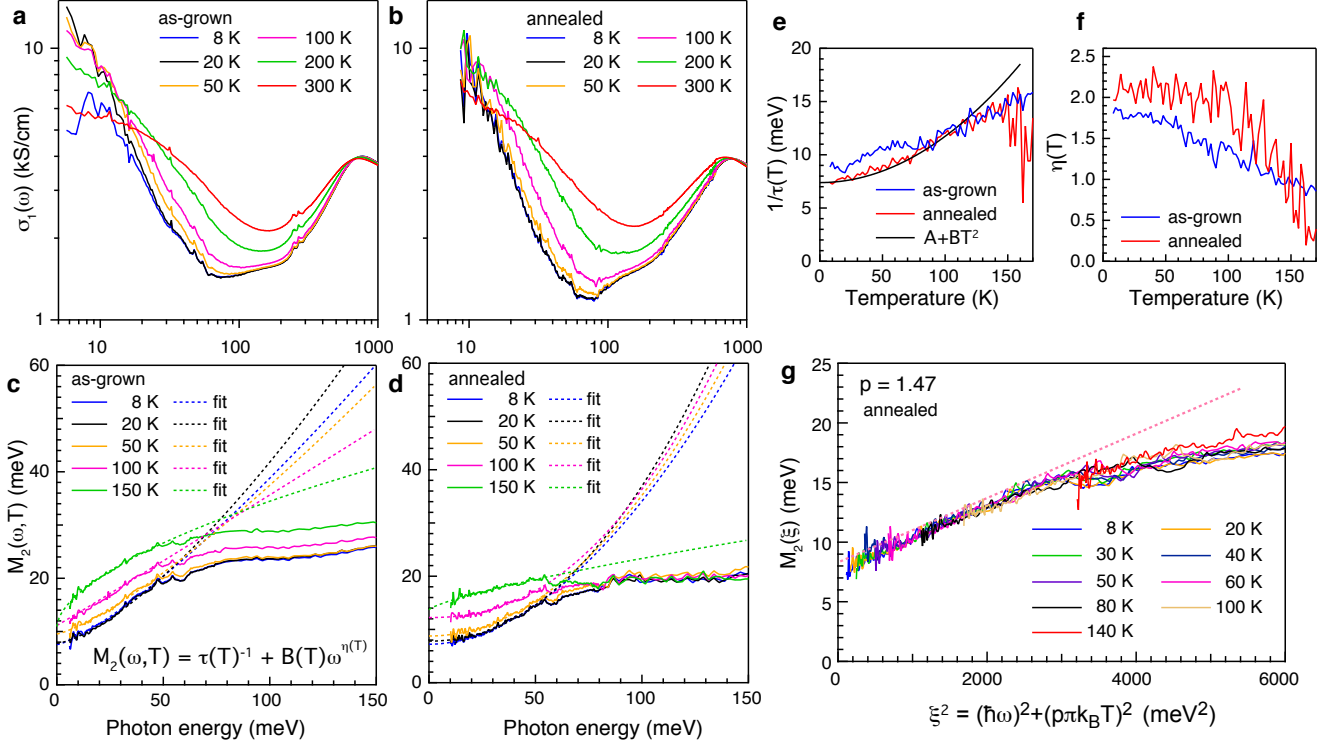 a
as-grown
8 K
100 K
20 K
200 K
50 K
300 K
σ₁(ω) (kS/cm)
10
1
10
100
1000
b
annealed
8 K
100 K
20 K
200 K
50 K
300 K
10
1
10
100
1000
e
1/τ(T) (meV)
20
15
10
5
0
as-grown
annealed
A+BT²
0
50
100
150
Temperature (K)
f
η(T)
2.5
2.0
1.5
1.0
0.5
0.0
as-grown
annealed
0
50
100
150
Temperature (K)
c
as-grown
8 K
fit
20 K
fit
50 K
fit
100 K
fit
150 K
fit
M₂(ω,T) (meV)
60
40
20
0
M₂(ω,T) = τ(T)⁻¹ + B(T)ω^η(T)
0
50
100
150
Photon energy (meV)
d
annealed
8 K
fit
20 K
fit
50 K
fit
100 K
fit
150 K
fit
60
40
20
0
0
50
100
150
Photon energy (meV)
g
p = 1.47
annealed
M₂(ξ) (meV)
25
20
15
10
5
0
8 K
20 K
30 K
40 K
50 K
60 K
80 K
100 K
140 K
0
2000
4000
6000
ξ² = (ħω)²+(pπk_BT)² (meV²)